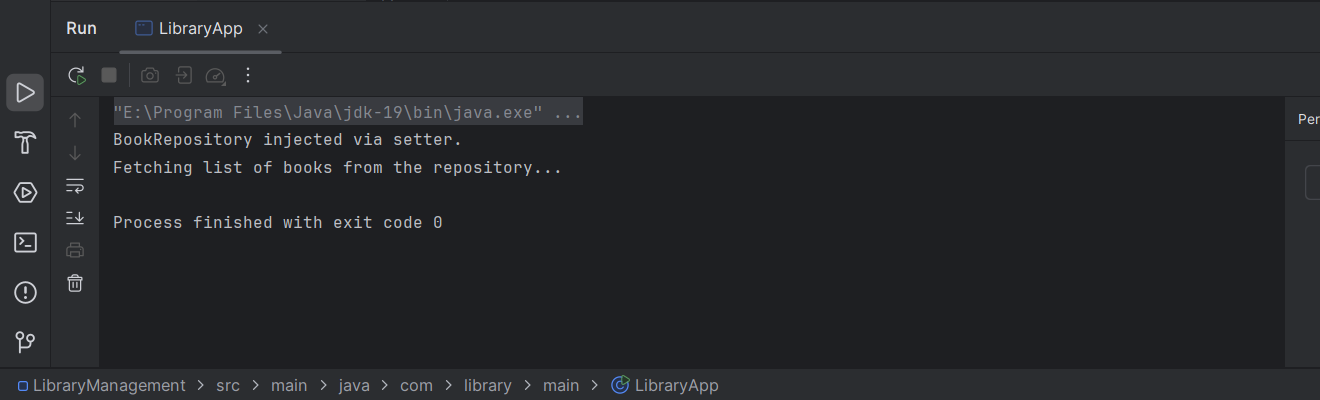 Run LibraryApp
"E:\Program Files\Java\jdk-19\bin\java.exe" ...
Per
BookRepository injected via setter.
Fetching list of books from the repository...
Process finished with exit code 0
LibraryManagement > src > main > java > com > library > main > LibraryApp